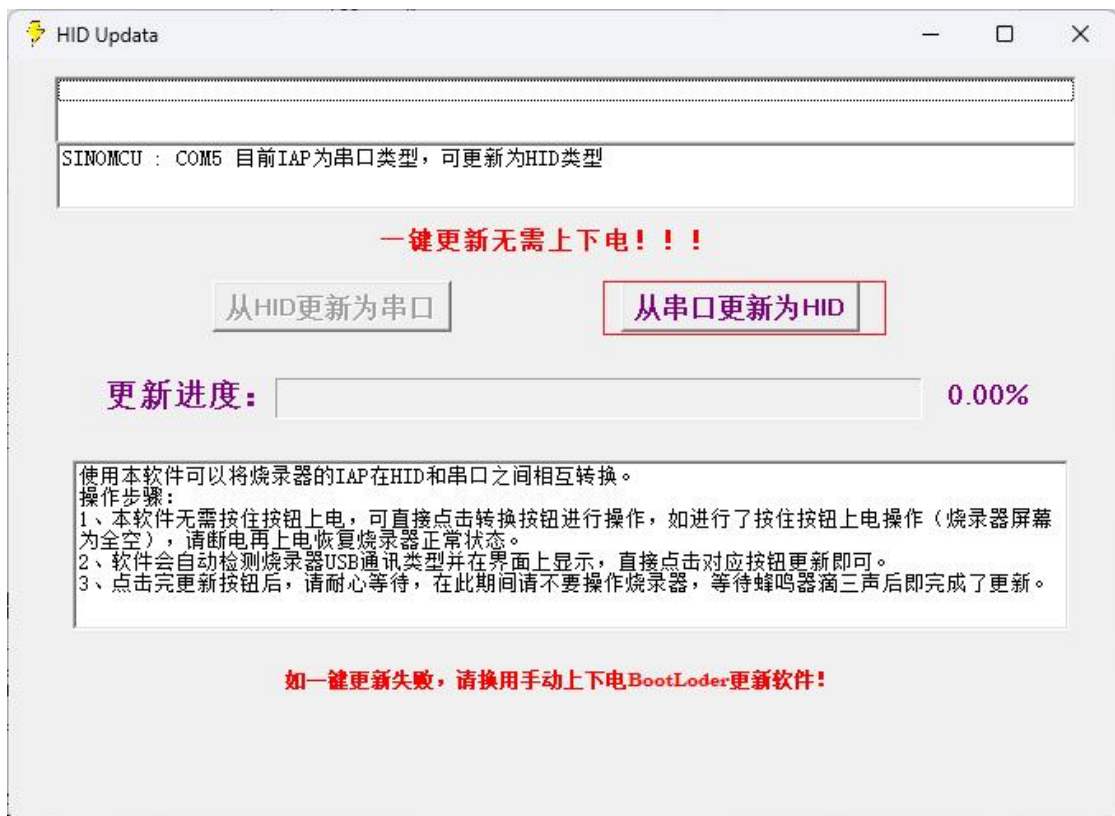 HID Updata
SINOMCU : COM5 目前IAP为串口类型，可更新为HID类型
一键更新无需上下电！！！
从HID更新为串口
从串口更新为HID
更新进度：
0.00%
使用本软件可以将烧录器的IAP在HID和串口之间相互转换。
操作步骤：
1、本软件无需按住按钮上电，可直接点击转换按钮进行操作，如进行了按住按钮上电操作（烧录器屏幕
为全空），请断电再上电恢复烧录器正常状态。
2、软件会自动检测烧录器USB通讯类型并在界面上显示，直接点击对应按钮更新即可。
3、点击完更新按钮后，请耐心等待，在此期间请不要操作烧录器，等待蜂鸣器滴三声后即完成了更新。
如一键更新失败，请换用手动上下电BootLoder更新软件！